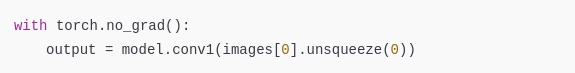 with torch.no_grad():
    output = model.conv1(images[0].unsqueeze(0))